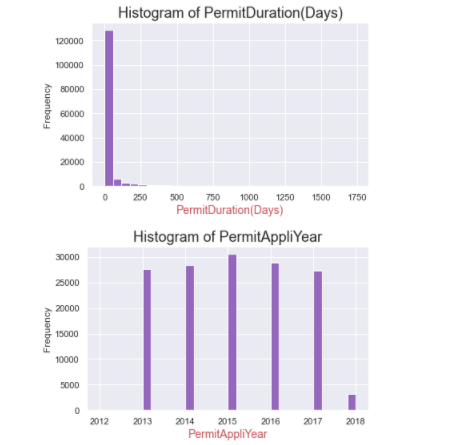 Histogram of PermitDuration(Days)
120000
100000
80000
60000
40000
20000
0
Frequency
0 250 500 750 1000 1250 1500 1750
PermitDuration(Days)
Histogram of PermitAppliYear
30000
25000
20000
15000
10000
5000
0
Frequency
2012 2013 2014 2015 2016 2017 2018
PermitAppliYear